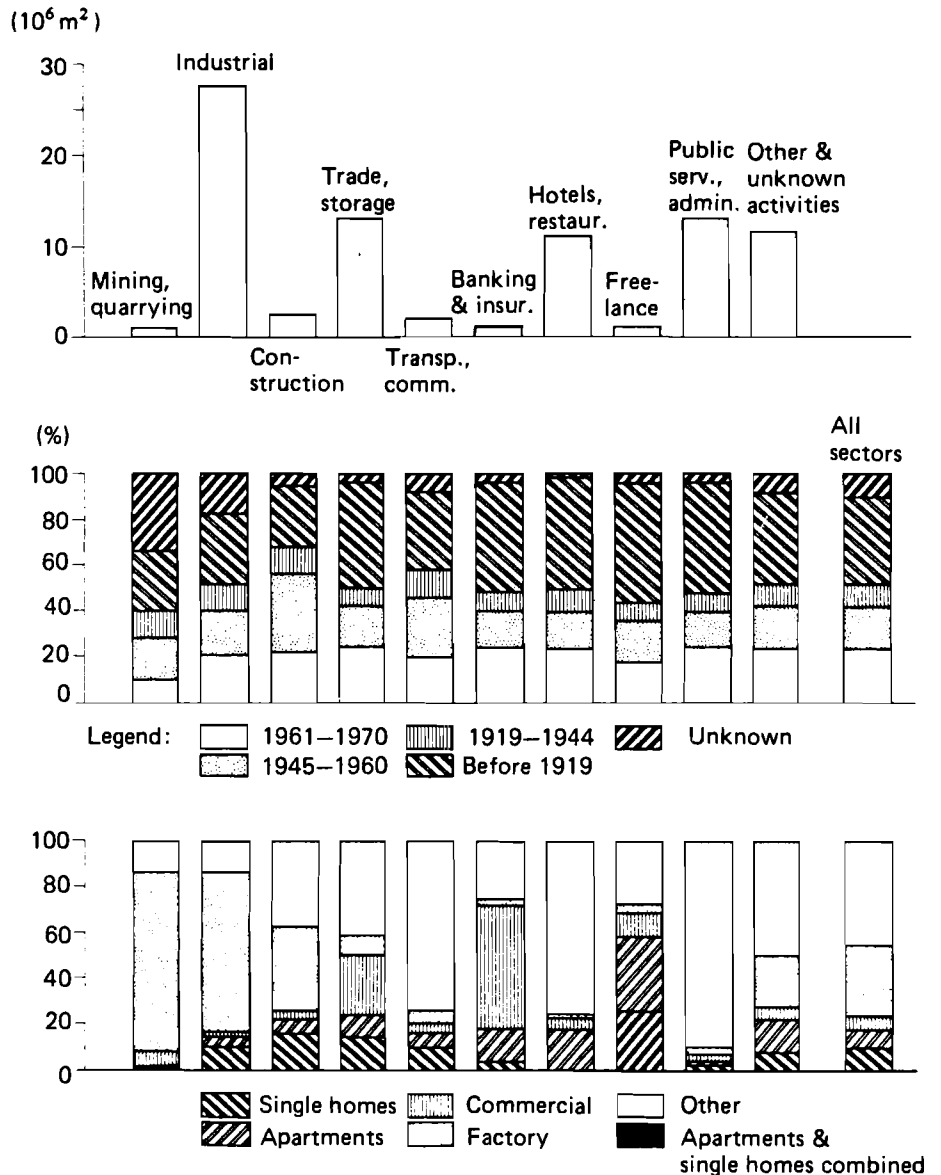 (10⁶ m²)
30
20
10
0
Mining,
quarrying
Industrial
Con-
struction
Trade,
storage
Transp.,
comm.
Banking
& insur.
Hotels,
restaur.
Free-
lance
Public
serv.,
admin.
Other &
unknown
activities
(%)
All
sectors
100
80
60
40
20
0
Legend: 1961–1970 1919–1944 Unknown
1945–1960 Before 1919
100
80
60
40
20
0
Single homes Commercial Other
Apartments Factory Apartments &
single homes combined